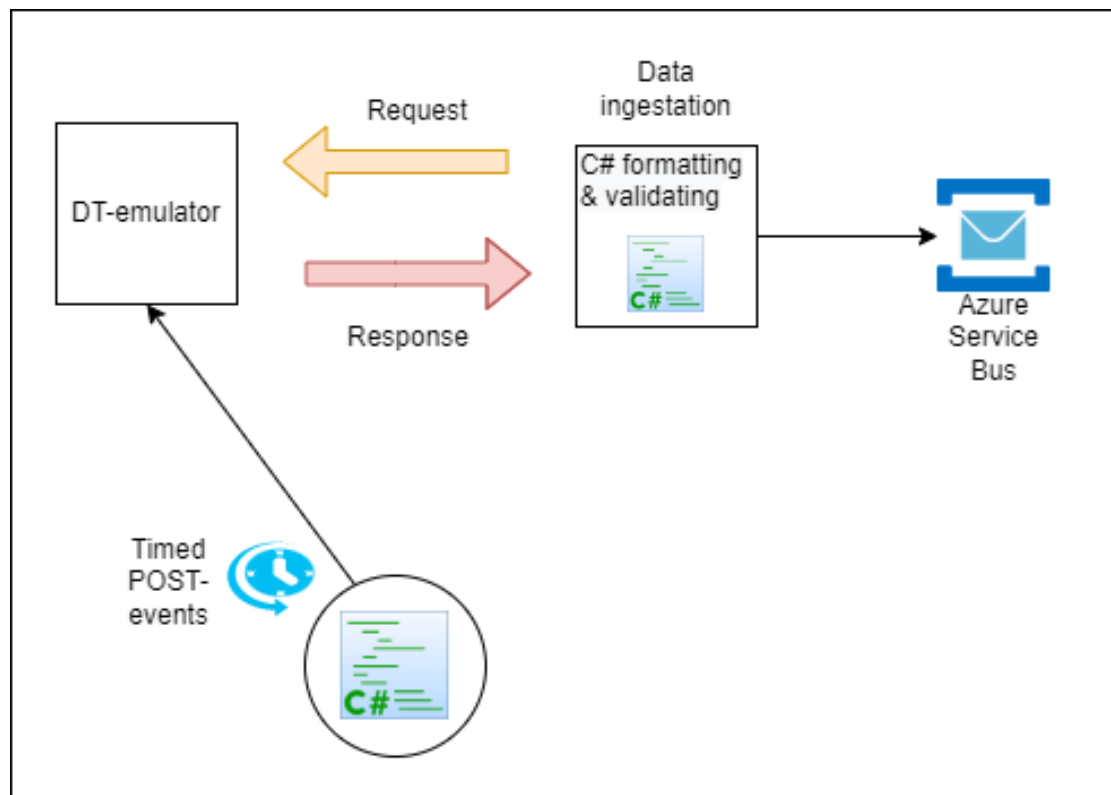 Data
ingestation
Request
C# formatting
& validating
DT-emulator
C#
Response
Azure
Service
Bus
Timed
POST-
events
C#